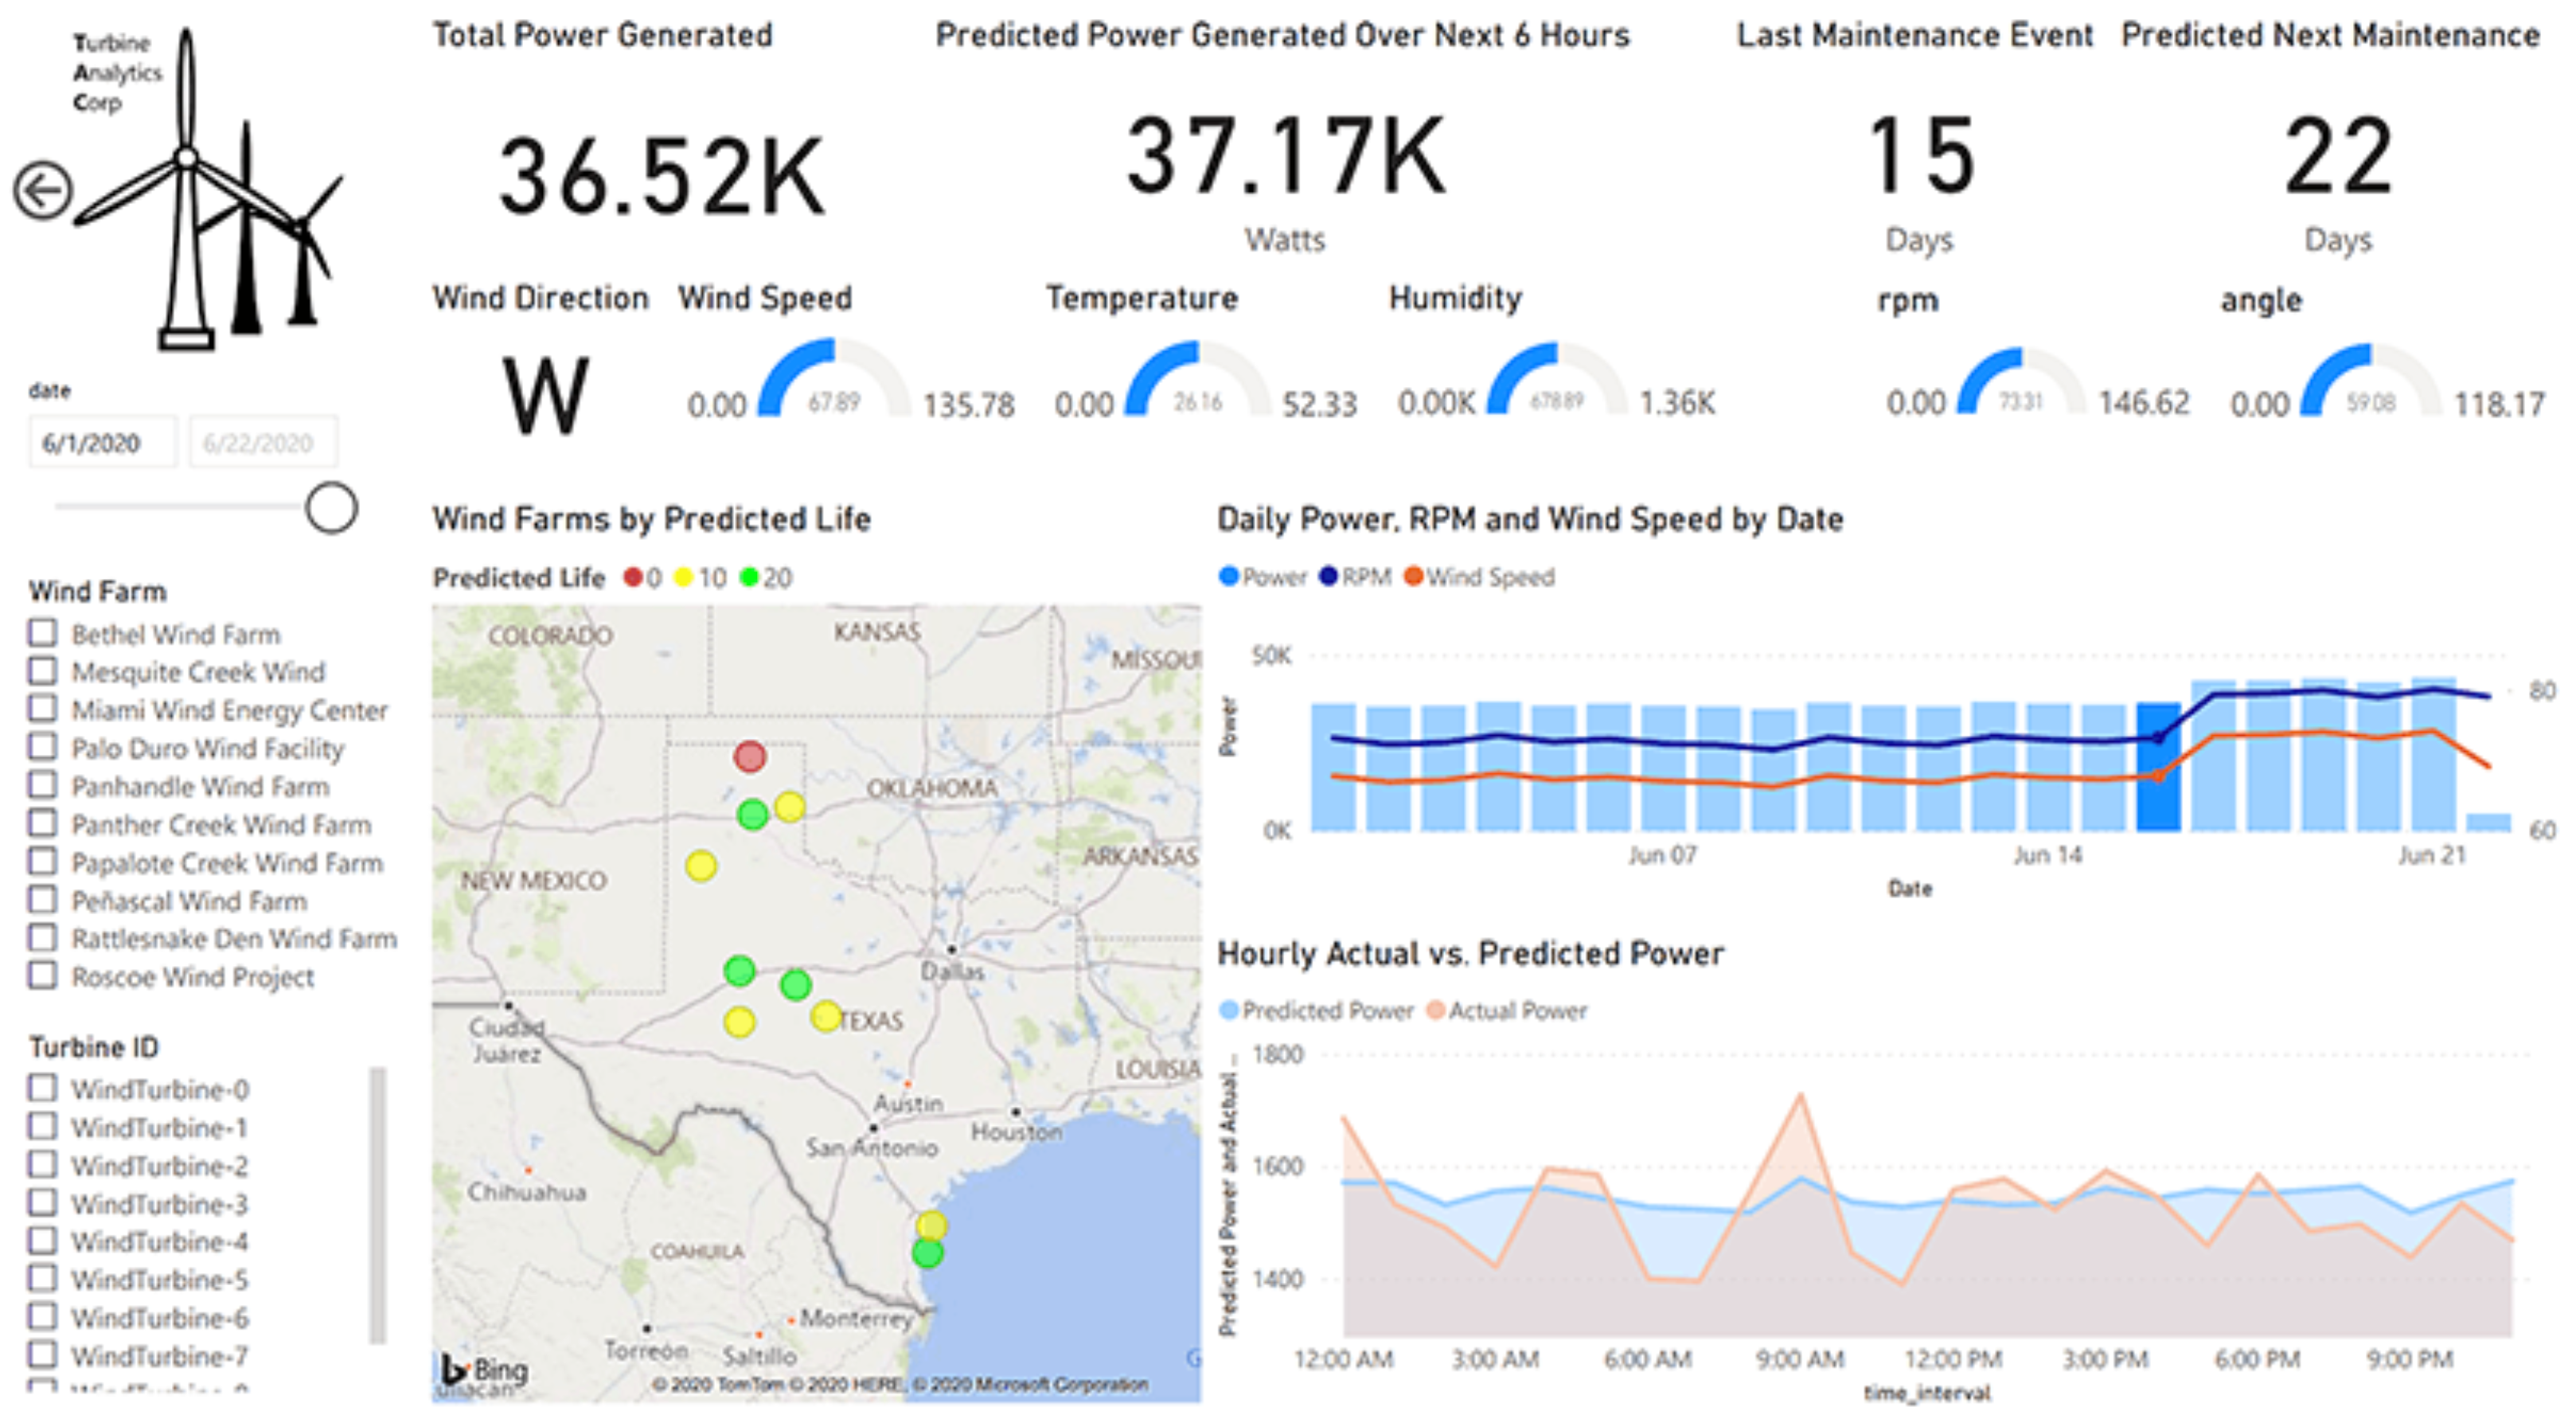 Turbine
Analytics
Corp
Total Power Generated
36.52K
Predicted Power Generated Over Next 6 Hours
37.17K
Watts
Last Maintenance Event
15
Days
Predicted Next Maintenance
22
Days
Wind Direction
W
Wind Speed
0.00 67.89 135.78
Temperature
0.00 26.16 52.33
Humidity
0.00K 678.89 1.36K
rpm
0.00 73.31 146.62
angle
0.00 59.08 118.17
date
6/1/2020 6/22/2020
Wind Farm
Bethel Wind Farm
Mesquite Creek Wind
Miami Wind Energy Center
Palo Duro Wind Facility
Panhandle Wind Farm
Panther Creek Wind Farm
Papalote Creek Wind Farm
Peñascal Wind Farm
Rattlesnake Den Wind Farm
Roscoe Wind Project
Turbine ID
WindTurbine-0
WindTurbine-1
WindTurbine-2
WindTurbine-3
WindTurbine-4
WindTurbine-5
WindTurbine-6
WindTurbine-7
Wind Farms by Predicted Life
Predicted Life 0 10 20
COLORADO
KANSAS
MISSOU
OKLAHOMA
ARKANSAS
NEW MEXICO
Dallas
TEXAS
Ciudad
Juárez
LOUISIA
Austin
Houston
San Antonio
Chihuahua
COAHUILA
Monterrey
Torreón
Saltillo
G
Bing
© 2020 TomTom © 2020 HERE, © 2020 Microsoft Corporation
Daily Power, RPM and Wind Speed by Date
Power RPM Wind Speed
50K
0K
Power
80
60
Jun 07 Jun 14 Jun 21
Date
Hourly Actual vs. Predicted Power
Predicted Power Actual Power
1800
1600
1400
Predicted Power and Actual ...
12:00 AM 3:00 AM 6:00 AM 9:00 AM 12:00 PM 3:00 PM 6:00 PM 9:00 PM
time_interval